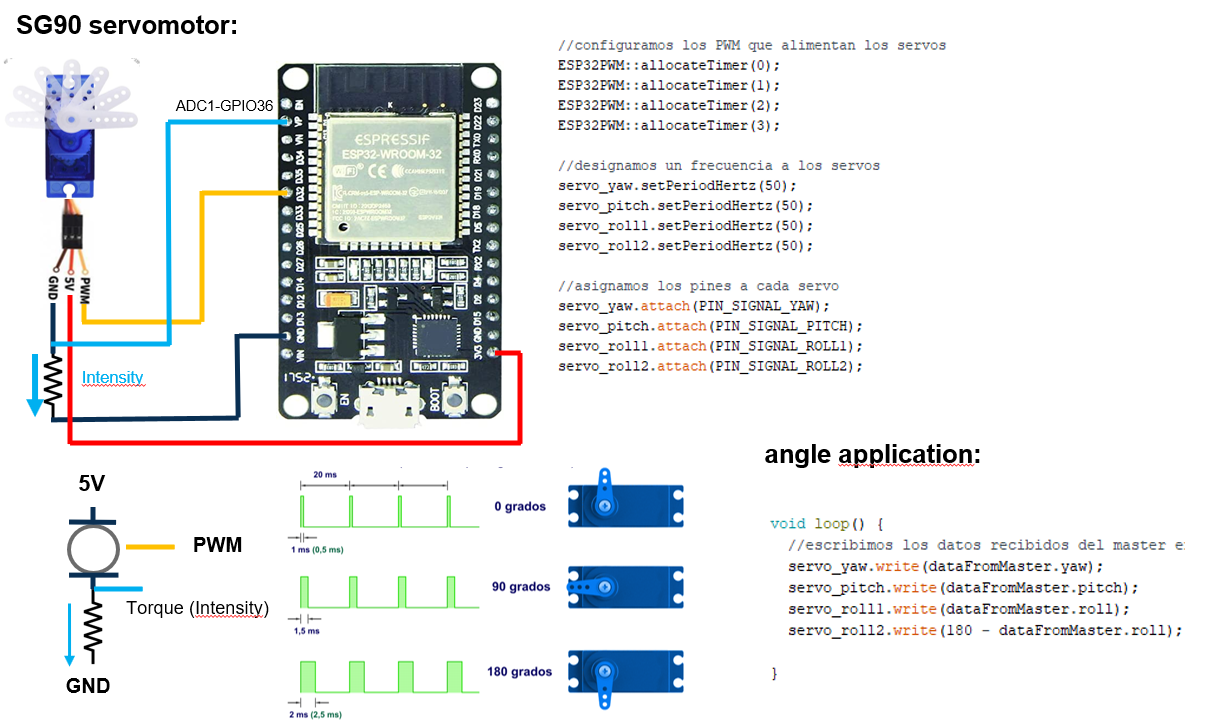 SG90 servomotor:
ADC1-GPIO36
GND
5V
PWM
Intensity
EN
VP
VN
D34
D35
D32
D33
D25
D26
D27
D14
D12
D13
GND
VIN
D23
D22
TX0
RX0
D21
D19
D18
D5
TX2
RX2
D4
D2
D15
GND
3V3
ESPRESSIF
ESP32-WROOM-32
Wi Fi
CE
EN
BOOT
//configuramos los PWM que alimentan los servos
ESP32PWM::allocateTimer(0);
ESP32PWM::allocateTimer(1);
ESP32PWM::allocateTimer(2);
ESP32PWM::allocateTimer(3);
//designamos un frecuencia a los servos
servo_yaw.setPeriodHertz(50);
servo_pitch.setPeriodHertz(50);
servo_roll1.setPeriodHertz(50);
servo_roll2.setPeriodHertz(50);
//asignamos los pines a cada servo
servo_yaw.attach(PIN_SIGNAL_YAW);
servo_pitch.attach(PIN_SIGNAL_PITCH);
servo_roll1.attach(PIN_SIGNAL_ROLL1);
servo_roll2.attach(PIN_SIGNAL_ROLL2);
5V
PWM
Torque (Intensity)
GND
20 ms
0 grados
1 ms (0,5 ms)
90 grados
1,5 ms
180 grados
2 ms (2,5 ms)
angle application:
void loop() {
//escribimos los datos recibidos del master
servo_yaw.write(dataFromMaster.yaw);
servo_pitch.write(dataFromMaster.pitch);
servo_roll1.write(dataFromMaster.roll);
servo_roll2.write(180 - dataFromMaster.roll);
}